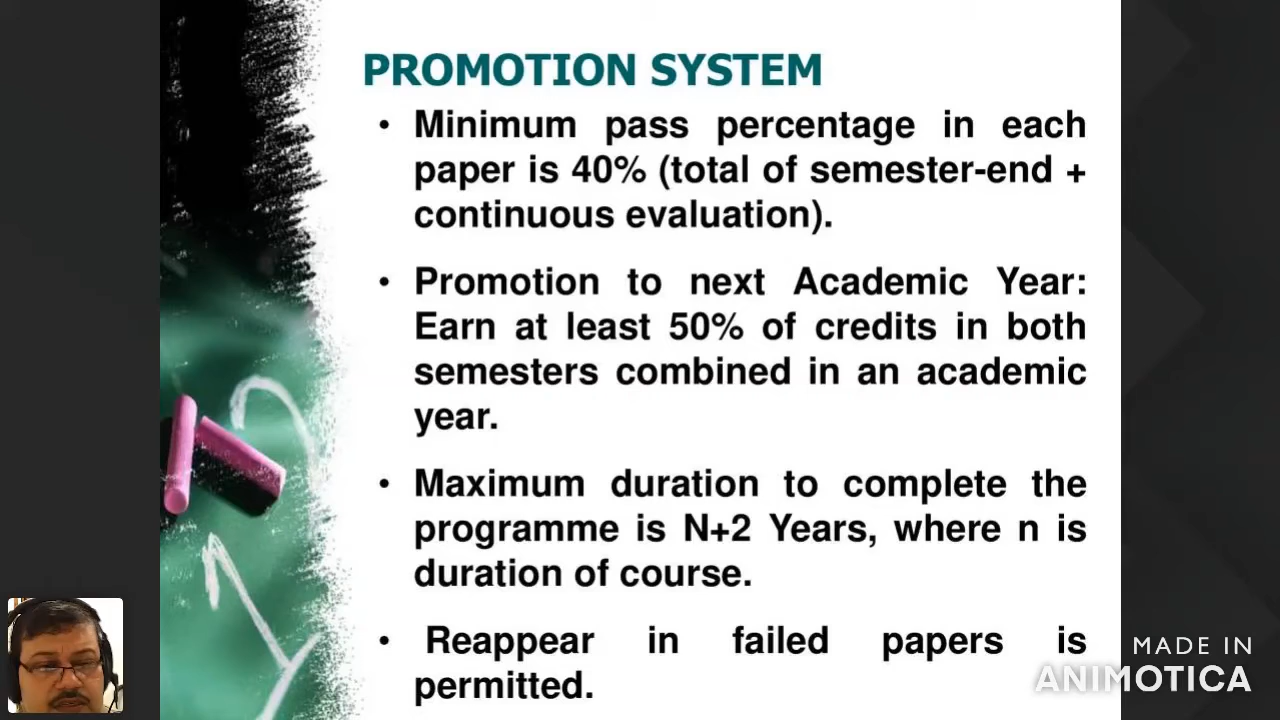 PROMOTION SYSTEM
• Minimum pass percentage in each
paper is 40% (total of semester-end +
continuous evaluation).
• Promotion to next Academic Year:
Earn at least 50% of credits in both
semesters combined in an academic
year.
• Maximum duration to complete the
programme is N+2 Years, where n is
duration of course.
• Reappear in failed papers is
permitted.
MADE IN
ANIMOTICA